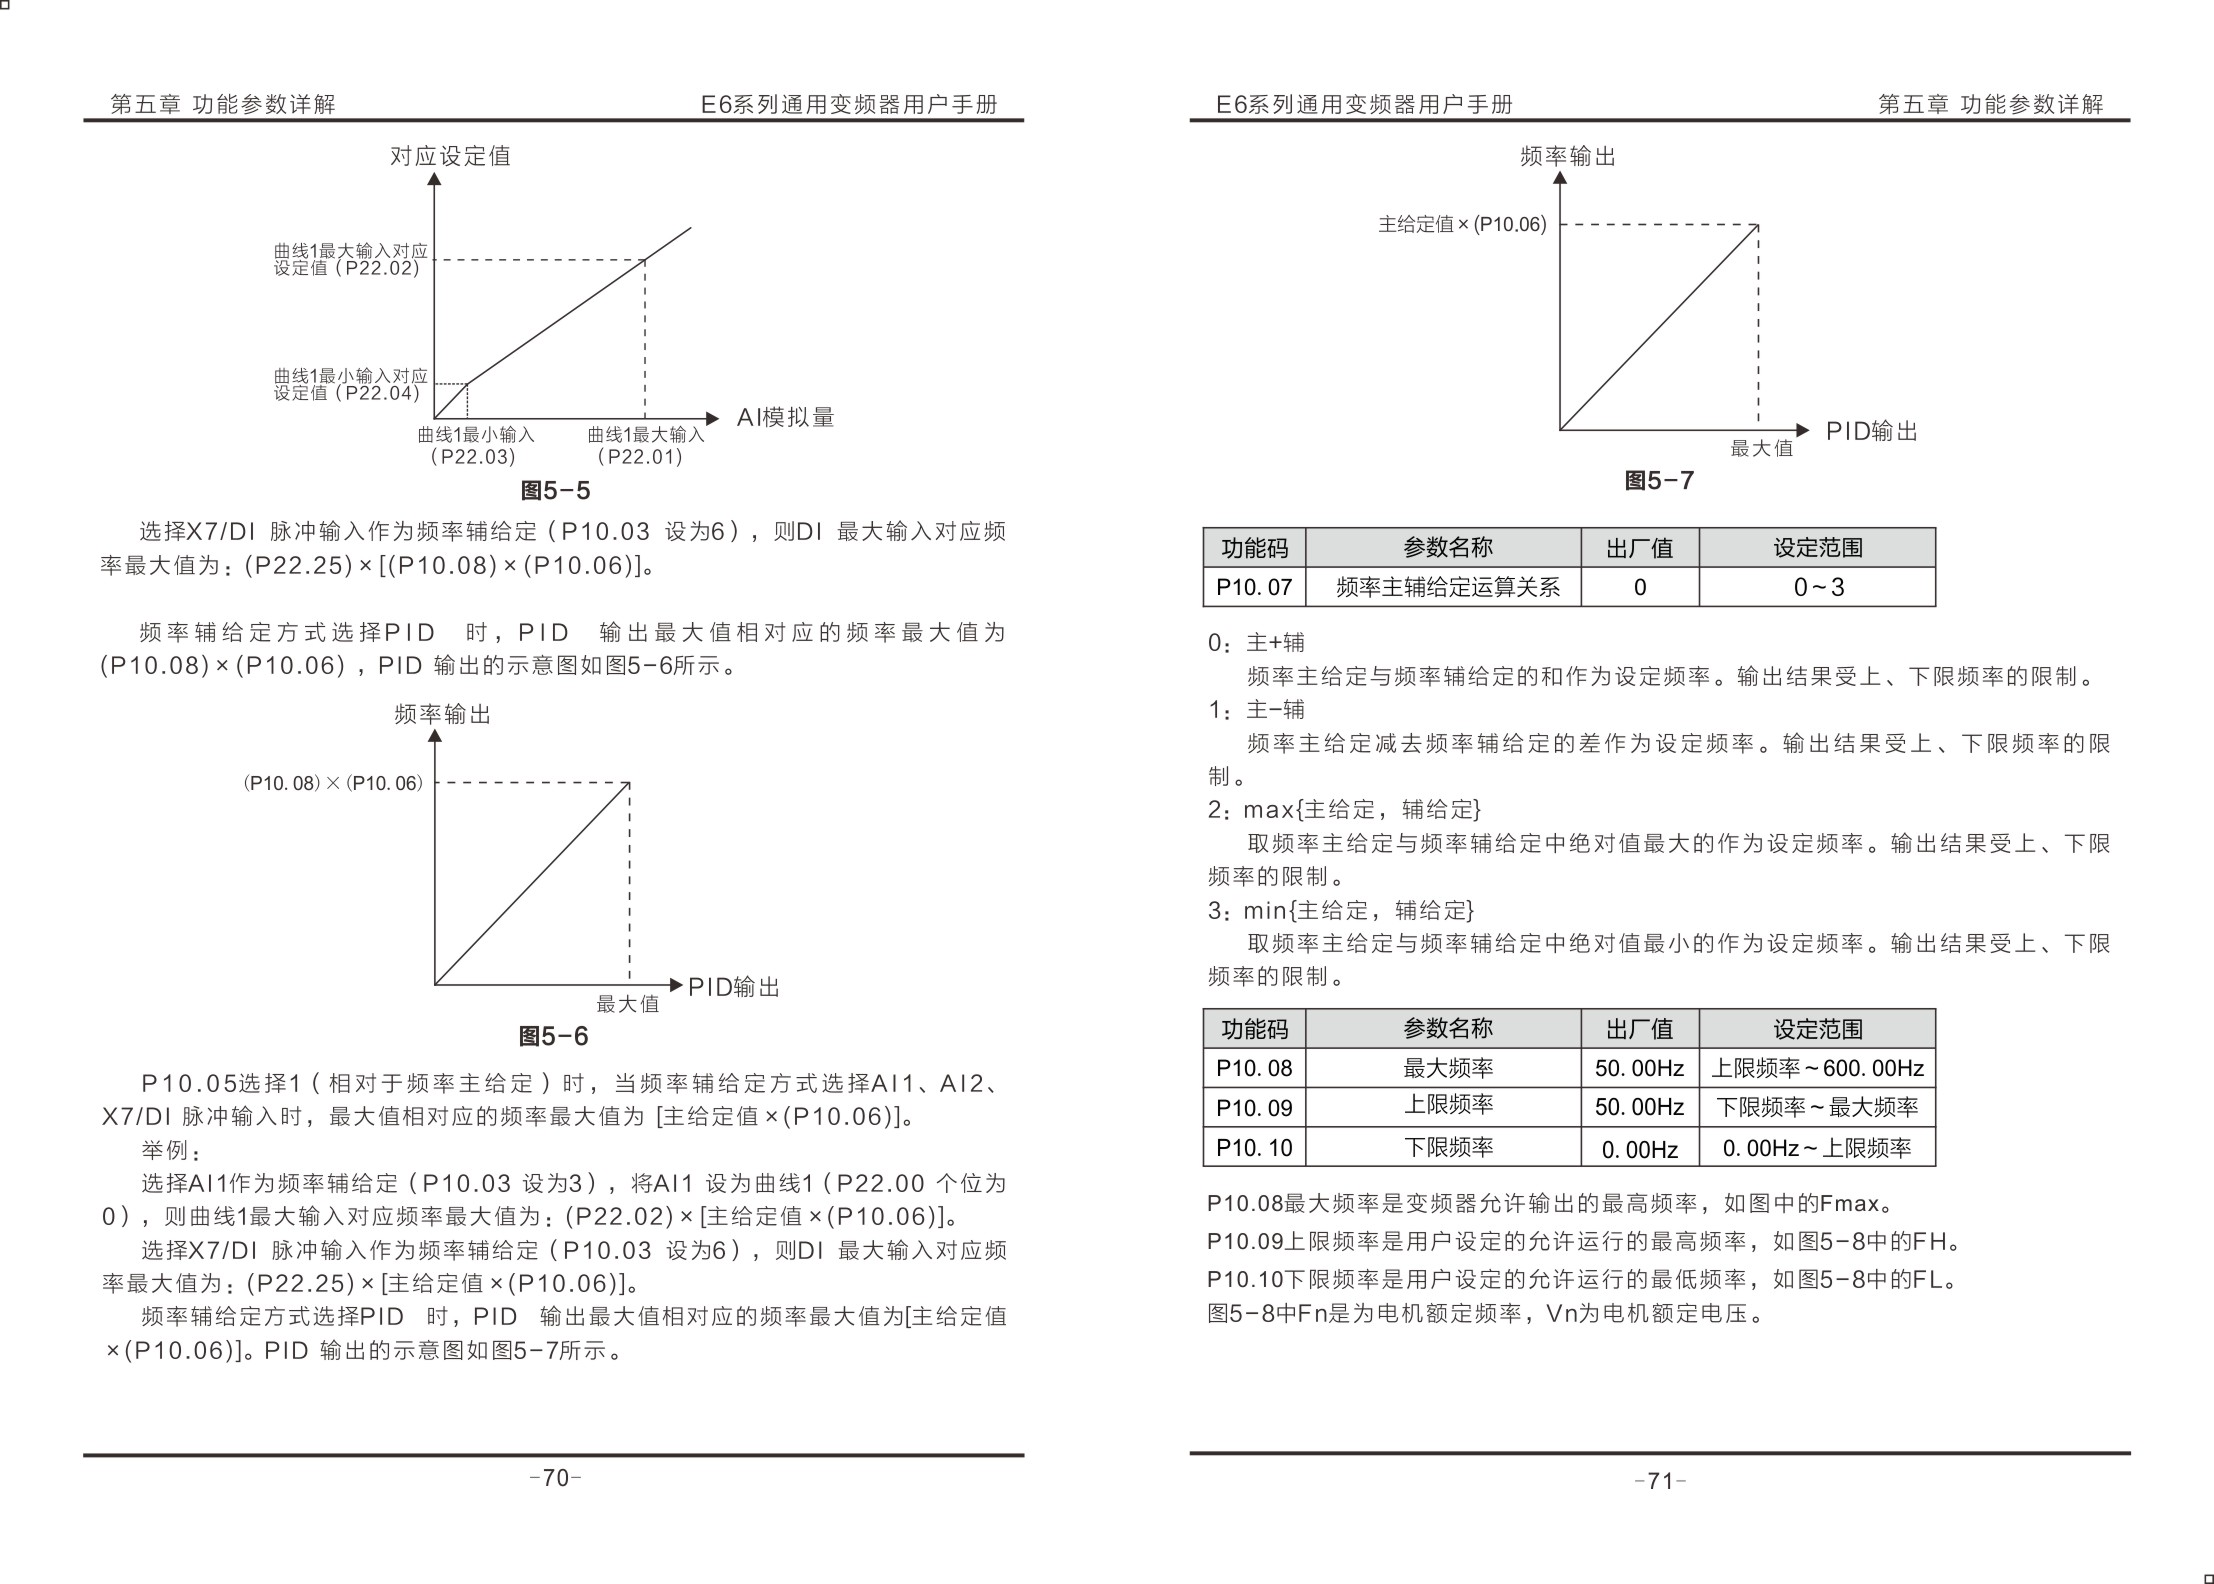 第五章 功能参数详解
E6系列通用变频器用户手册
对应设定值
曲线1最大输入对应
设定值（P22.02）
曲线1最小输入对应
设定值（P22.04）
AI模拟量
曲线1最小输入
（P22.03）
曲线1最大输入
（P22.01）
图5-5
选择X7/DI 脉冲输入作为频率辅给定（P10.03 设为6），则DI 最大输入对应频
率最大值为：(P22.25)×[(P10.08)×(P10.06)]。
频率辅给定方式选择PID 时，PID 输出最大值相对应的频率最大值为
(P10.08)×(P10.06)，PID 输出的示意图如图5-6所示。
频率输出
(P10.08)×(P10.06)
PID输出
最大值
图5-6
P10.05选择1（相对于频率主给定）时，当频率辅给定方式选择AI1、AI2、
X7/DI 脉冲输入时，最大值相对应的频率最大值为 [主给定值×(P10.06)]。
举例：
选择AI1作为频率辅给定（P10.03 设为3），将AI1 设为曲线1（P22.00 个位为
0），则曲线1最大输入对应频率最大值为：(P22.02)×[主给定值×(P10.06)]。
选择X7/DI 脉冲输入作为频率辅给定（P10.03 设为6），则DI 最大输入对应频
率最大值为：(P22.25)×[主给定值×(P10.06)]。
频率辅给定方式选择PID 时，PID 输出最大值相对应的频率最大值为[主给定值
×(P10.06)]。PID 输出的示意图如图5-7所示。
-70-
E6系列通用变频器用户手册
第五章 功能参数详解
频率输出
主给定值×(P10.06)
PID输出
最大值
图5-7
功能码 参数名称 出厂值 设定范围
P10.07 频率主辅给定运算关系 0 0~3
0：主+辅
频率主给定与频率辅给定的和作为设定频率。输出结果受上、下限频率的限制。
1：主-辅
频率主给定减去频率辅给定的差作为设定频率。输出结果受上、下限频率的限
制。
2：max{主给定，辅给定}
取频率主给定与频率辅给定中绝对值最大的作为设定频率。输出结果受上、下限
频率的限制。
3：min{主给定，辅给定}
取频率主给定与频率辅给定中绝对值最小的作为设定频率。输出结果受上、下限
频率的限制。
功能码 参数名称 出厂值 设定范围
P10.08 最大频率 50.00Hz 上限频率~600.00Hz
P10.09 上限频率 50.00Hz 下限频率~最大频率
P10.10 下限频率 0.00Hz 0.00Hz~上限频率
P10.08最大频率是变频器允许输出的最高频率，如图中的Fmax。
P10.09上限频率是用户设定的允许运行的最高频率，如图5-8中的FH。
P10.10下限频率是用户设定的允许运行的最低频率，如图5-8中的FL。
图5-8中Fn是为电机额定频率，Vn为电机额定电压。
-71-